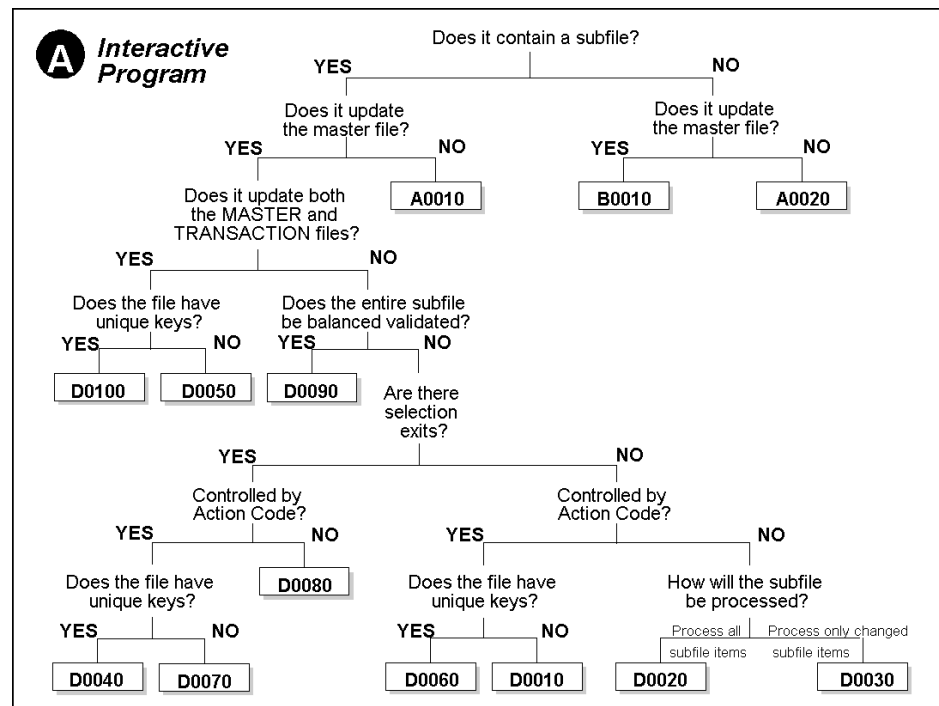 A Interactive
Program
Does it contain a subfile?
YES
NO
Does it update
the master file?
Does it update
the master file?
YES
NO
YES
NO
A0010
B0010
A0020
Does it update both
the MASTER and
TRANSACTION files?
YES
NO
Does the file have
unique keys?
Does the entire subfile
be balanced validated?
YES
NO
YES
NO
D0100
D0050
D0090
Are there
selection
exits?
YES
NO
Controlled by
Action Code?
Controlled by
Action Code?
YES
NO
YES
NO
D0080
Does the file have
unique keys?
Does the file have
unique keys?
How will the subfile
be processed?
YES
NO
YES
NO
Process all
subfile items
Process only changed
subfile items
D0040
D0070
D0060
D0010
D0020
D0030